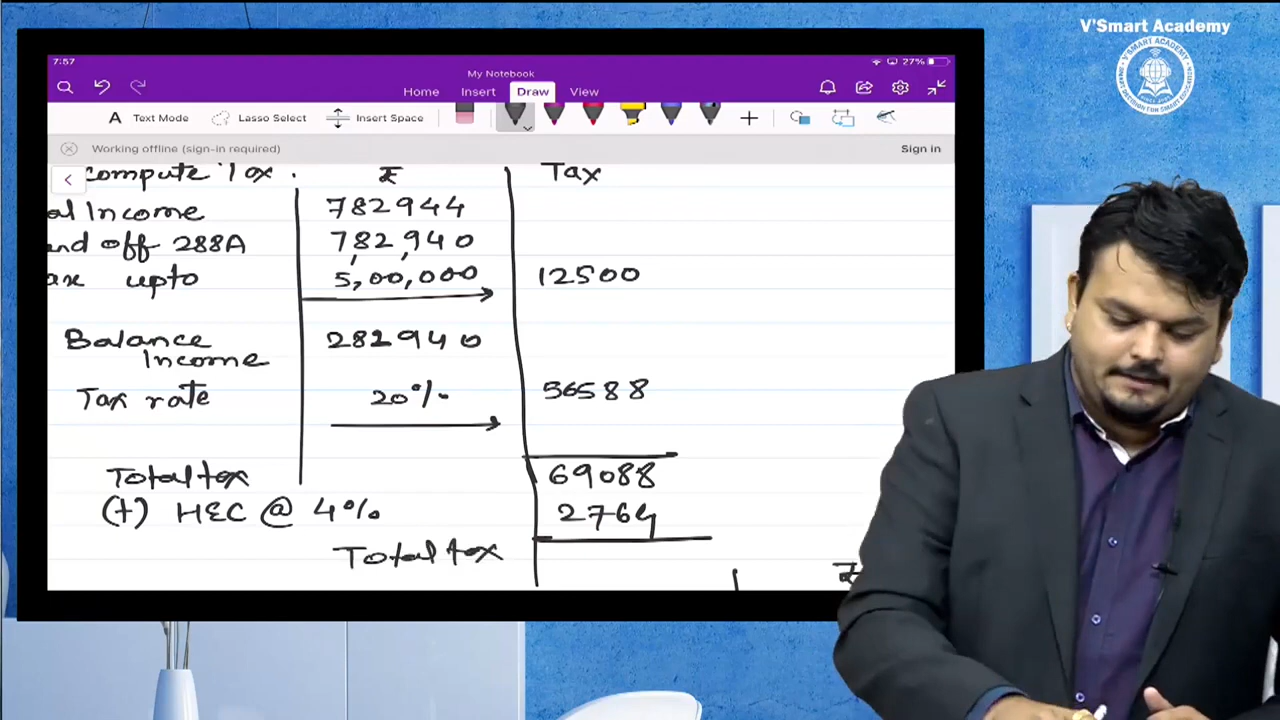 V'Smart Academy
7:57
27%
My Notebook
Home Insert Draw View
Text Mode Lasso Select Insert Space
Working offline (sign-in required) Sign in
compute Tax. ₹ Tax
al Income 782944
nd off 288A 782,940
ax upto 5,00,000 12500
Balance 282940
Income
Tax rate 20% 56588
Total tax 69088
(+) HEC @ 4% 2764
Total tax
₹